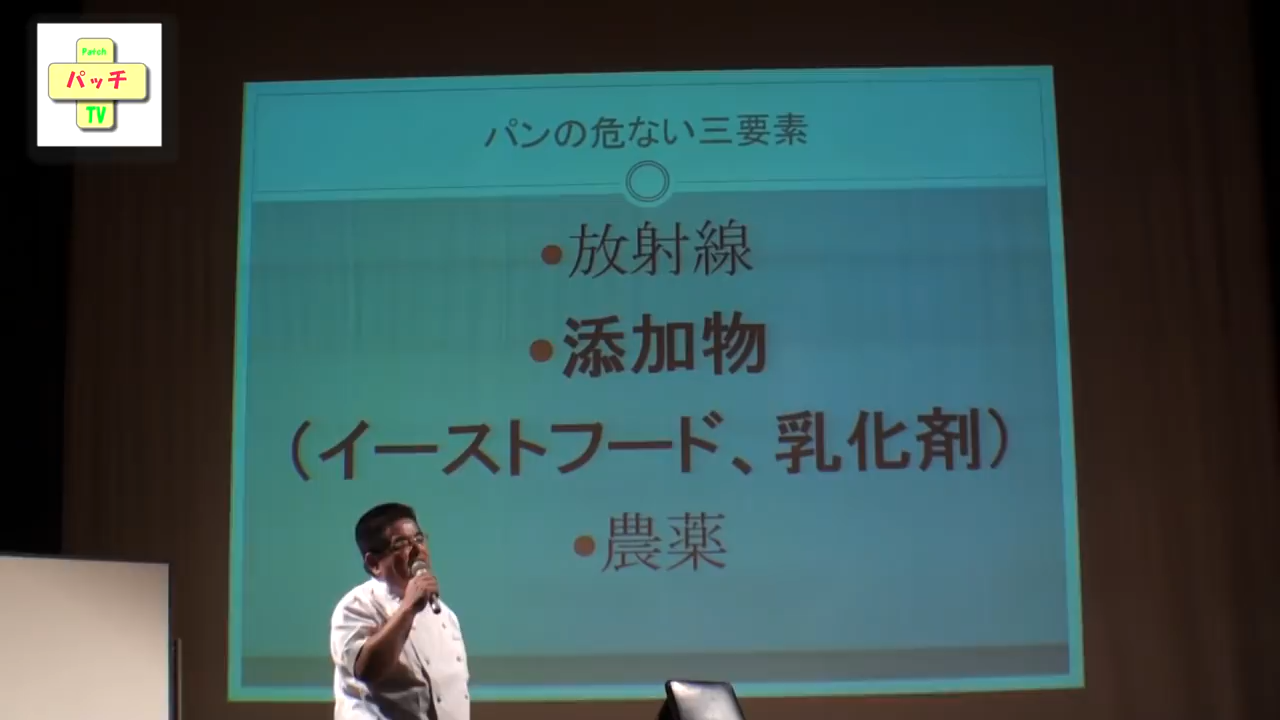 Patch
パッチ
TV
パンの危ない三要素
•放射線
•添加物
（イーストフード、乳化剤）
•農薬